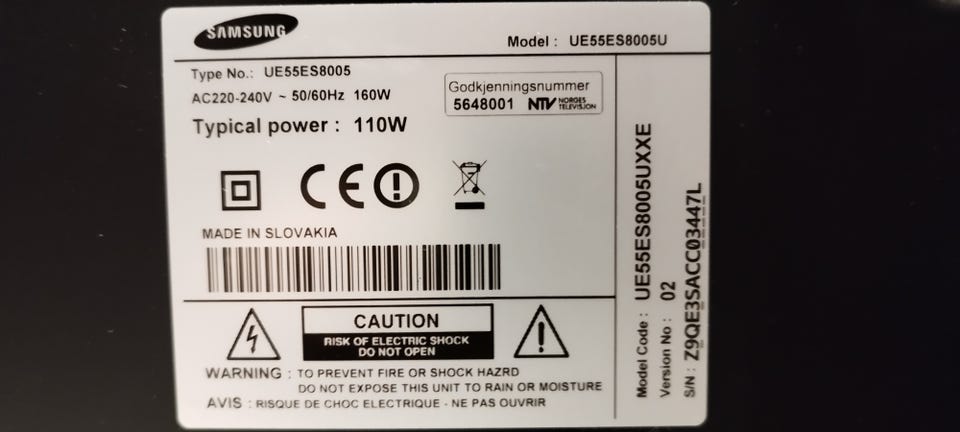 SAMSUNG
Model : UE55ES8005U
Type No.: UE55ES8005
AC220-240V ~ 50/60Hz 160W
Typical power : 110W
Godkjenningsnummer
5648001 NTV NORGES
TELEVISJON
CE
MADE IN SLOVAKIA
CAUTION
RISK OF ELECTRIC SHOCK
DO NOT OPEN
WARNING : TO PREVENT FIRE OR SHOCK HAZRD
DO NOT EXPOSE THIS UNIT TO RAIN OR MOISTURE
AVIS : RISQUE DE CHOC ELECTRIQUE - NE PAS OUVRIR
Model Code : UE55ES8005UXXE
Version No : 02
S/N : Z9QE3SACC03447L